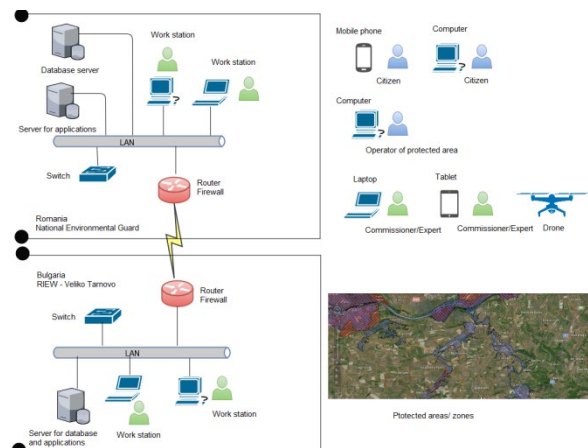 Work station
Work station
Database server
?
Server for applications
LAN
Switch
Router
Firewall
Romania
National Environmental Guard
Mobile phone
Citizen
Computer
?
Citizen
Computer
?
Operator of protected area
Laptop
Commissioner/Expert
Tablet
Commissioner/Expert
Drone
Bulgaria
RIEW - Veliko Tarnovo
Router
Firewall
Switch
LAN
?
Server for database
and applications
Work station
Work station
Ptotected areas/ zones